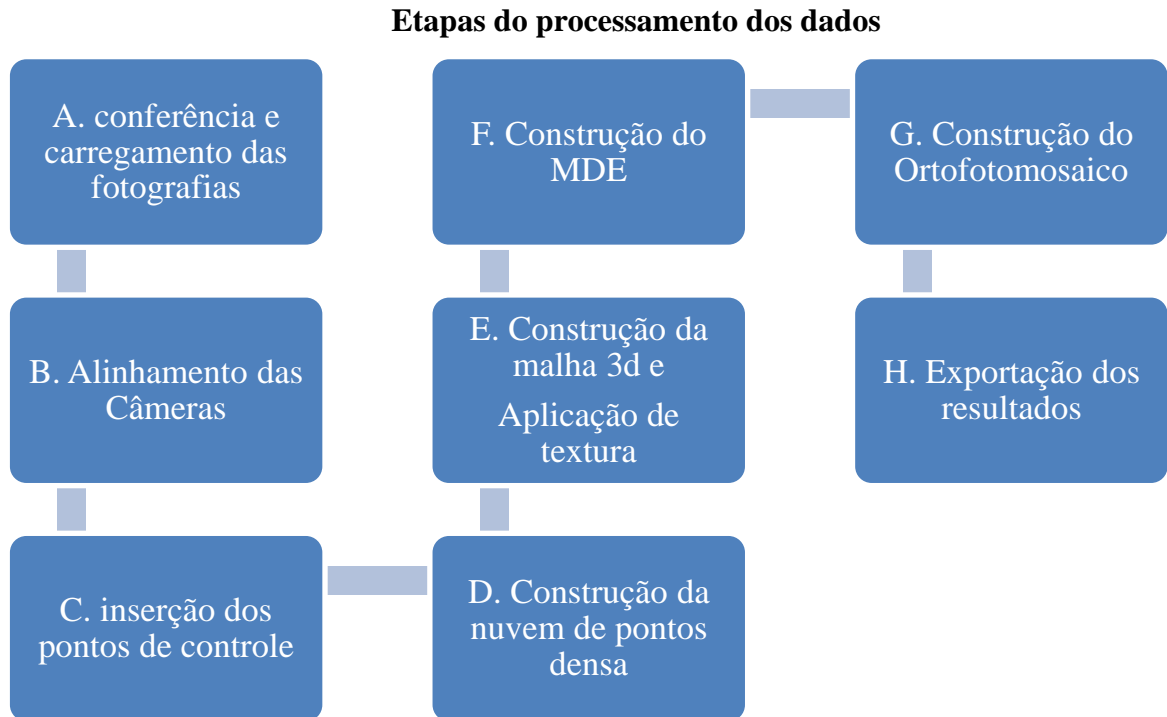 Etapas do processamento dos dados
A. conferência e
carregamento das
fotografias
B. Alinhamento das
Câmeras
C. inserção dos
pontos de controle
D. Construção da
nuvem de pontos
densa
E. Construção da
malha 3d e
Aplicação de
textura
F. Construção do
MDE
G. Construção do
Ortofotomosaico
H. Exportação dos
resultados